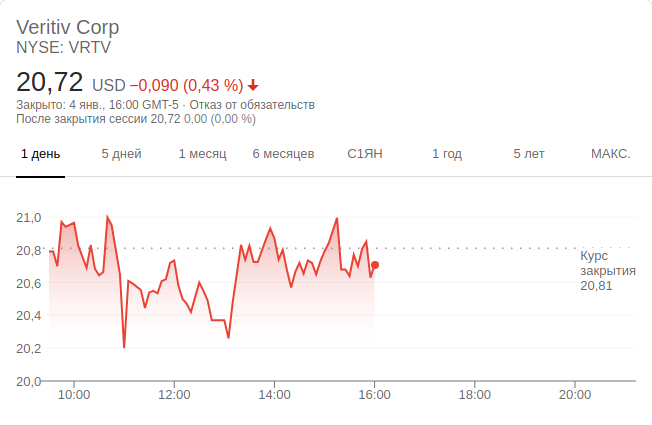 Veritiv Corp
NYSE: VRTV
20,72 USD −0,090 (0,43 %)
Закрыто: 4 янв., 16:00 GMT-5 · Отказ от обязательств
После закрытия сессии 20,72 0,00 (0,00 %)
1 день 5 дней 1 месяц 6 месяцев С1ЯН 1 год 5 лет МАКС.
21,0
20,8
20,6
20,4
20,2
20,0
Курс
закрытия
20,81
10:00 12:00 14:00 16:00 18:00 20:00